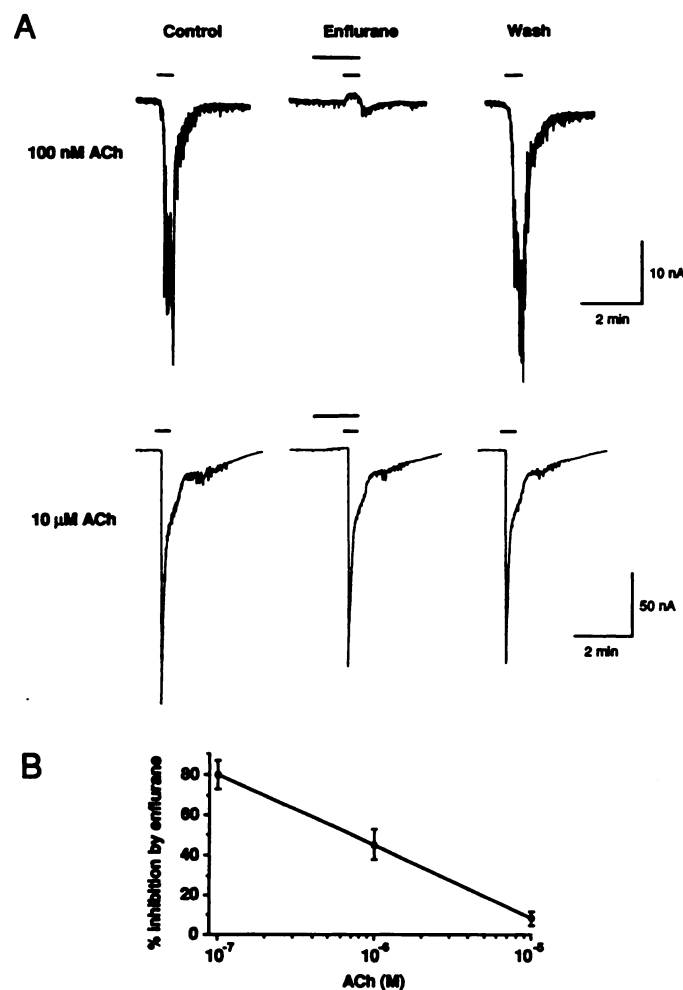 A
Control Enflurane Wash
100 nM ACh
10 nA
2 min
10 µM ACh
50 nA
2 min
B
% inhibition by enflurane
80
60
40
20
0
10-7 10-6 10-5
ACh (M)